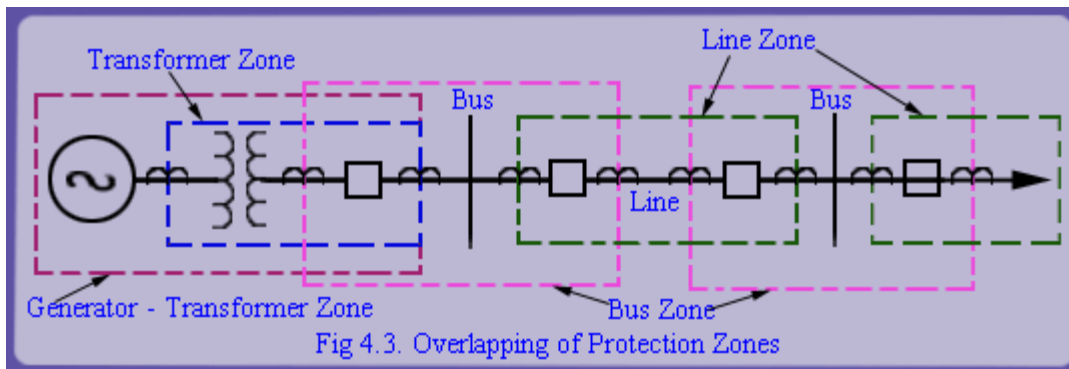 Line Zone
Transformer Zone
Bus
Bus
Line
Generator - Transformer Zone
Bus Zone
Fig 4.3. Overlapping of Protection Zones